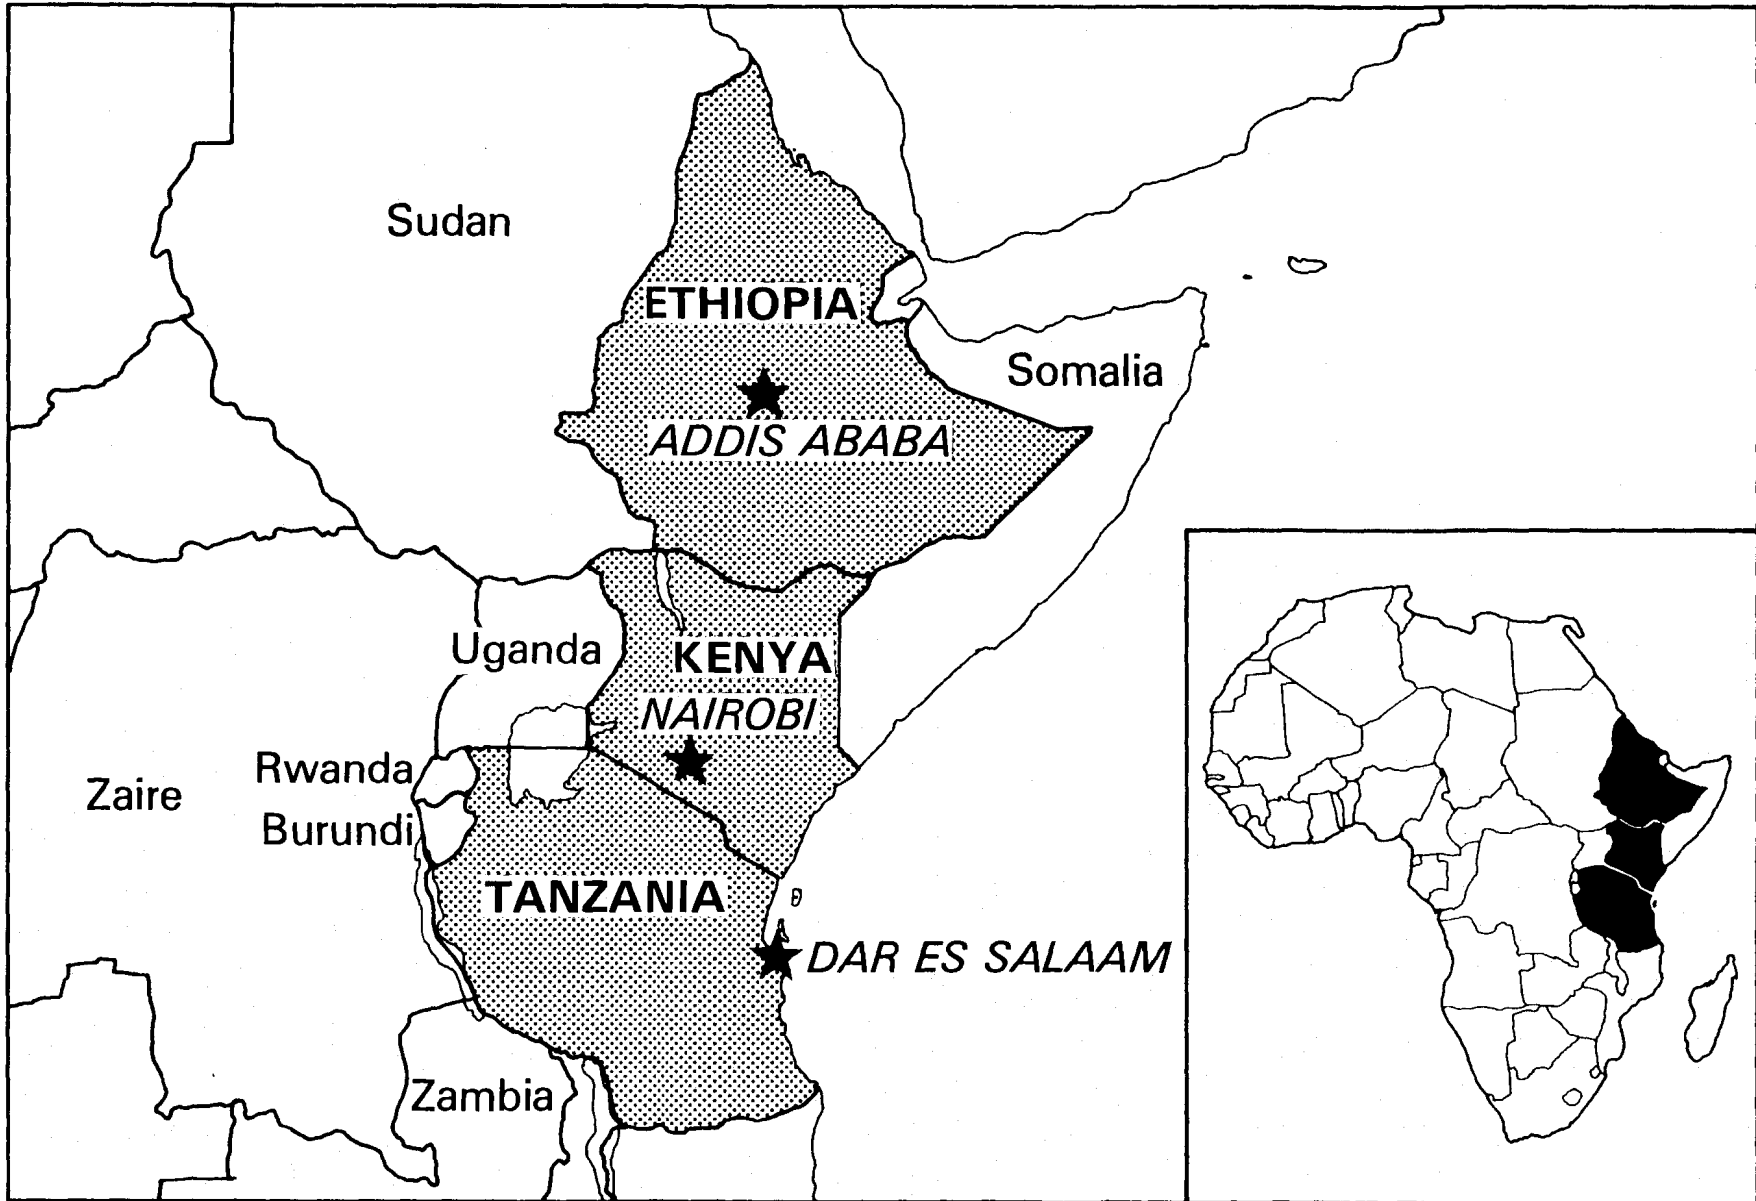 Sudan
ETHIOPIA
Somalia
ADDIS ABABA
Uganda
KENYA
NAIROBI
Rwanda
Zaire
Burundi
TANZANIA
DAR ES SALAAM
Zambia